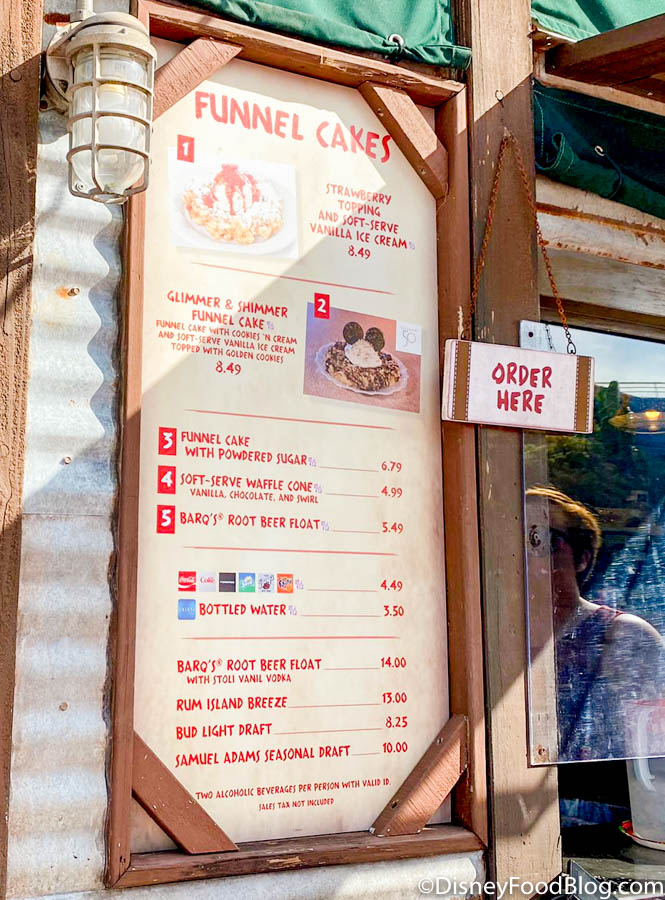 FUNNEL CAKES
1
STRAWBERRY
TOPPING
AND SOFT-SERVE
VANILLA ICE CREAM
8.49
GLIMMER & SHIMMER
FUNNEL CAKE
FUNNEL CAKE WITH COOKIES 'N CREAM
AND SOFT-SERVE VANILLA ICE CREAM
TOPPED WITH GOLDEN COOKIES
8.49
2
50
ORDER
HERE
3 FUNNEL CAKE
WITH POWDERED SUGAR 6.79
4 SOFT-SERVE WAFFLE CONE 4.99
VANILLA, CHOCOLATE, AND SWIRL
5 BARQ'S® ROOT BEER FLOAT 5.49
Coca-Cola Coke 4.49
BOTTLED WATER 3.50
BARQ'S® ROOT BEER FLOAT 14.00
WITH STOLI VANIL VODKA
RUM ISLAND BREEZE 13.00
BUD LIGHT DRAFT 8.25
SAMUEL ADAMS SEASONAL DRAFT 10.00
TWO ALCOHOLIC BEVERAGES PER PERSON WITH VALID ID.
SALES TAX NOT INCLUDED
©DisneyFoodBlog.com